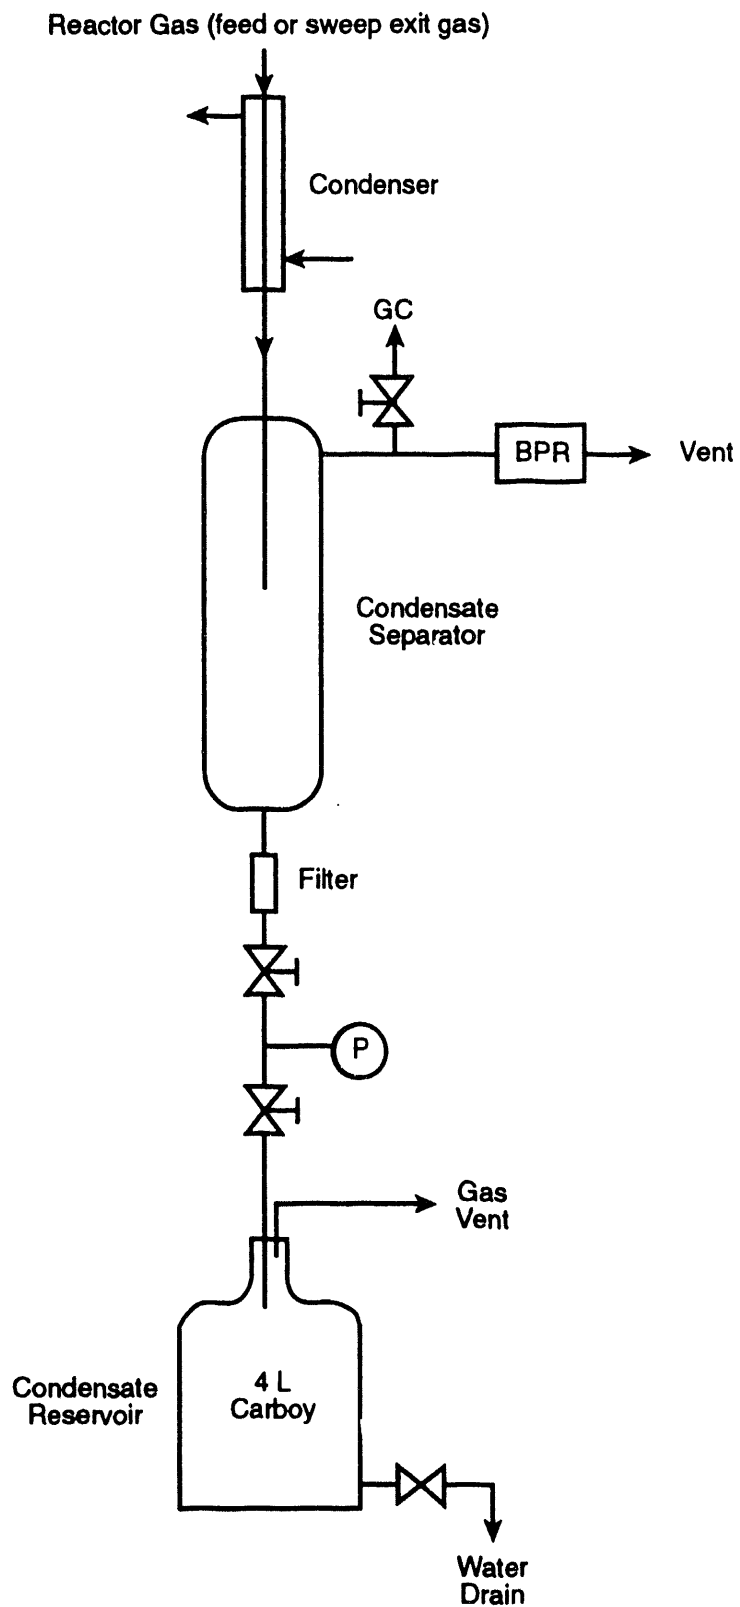 Reactor Gas (feed or sweep exit gas)
Condenser
GC
BPR
Vent
Condensate
Separator
Filter
P
Gas
Vent
Condensate
Reservoir
4 L
Carboy
Water
Drain